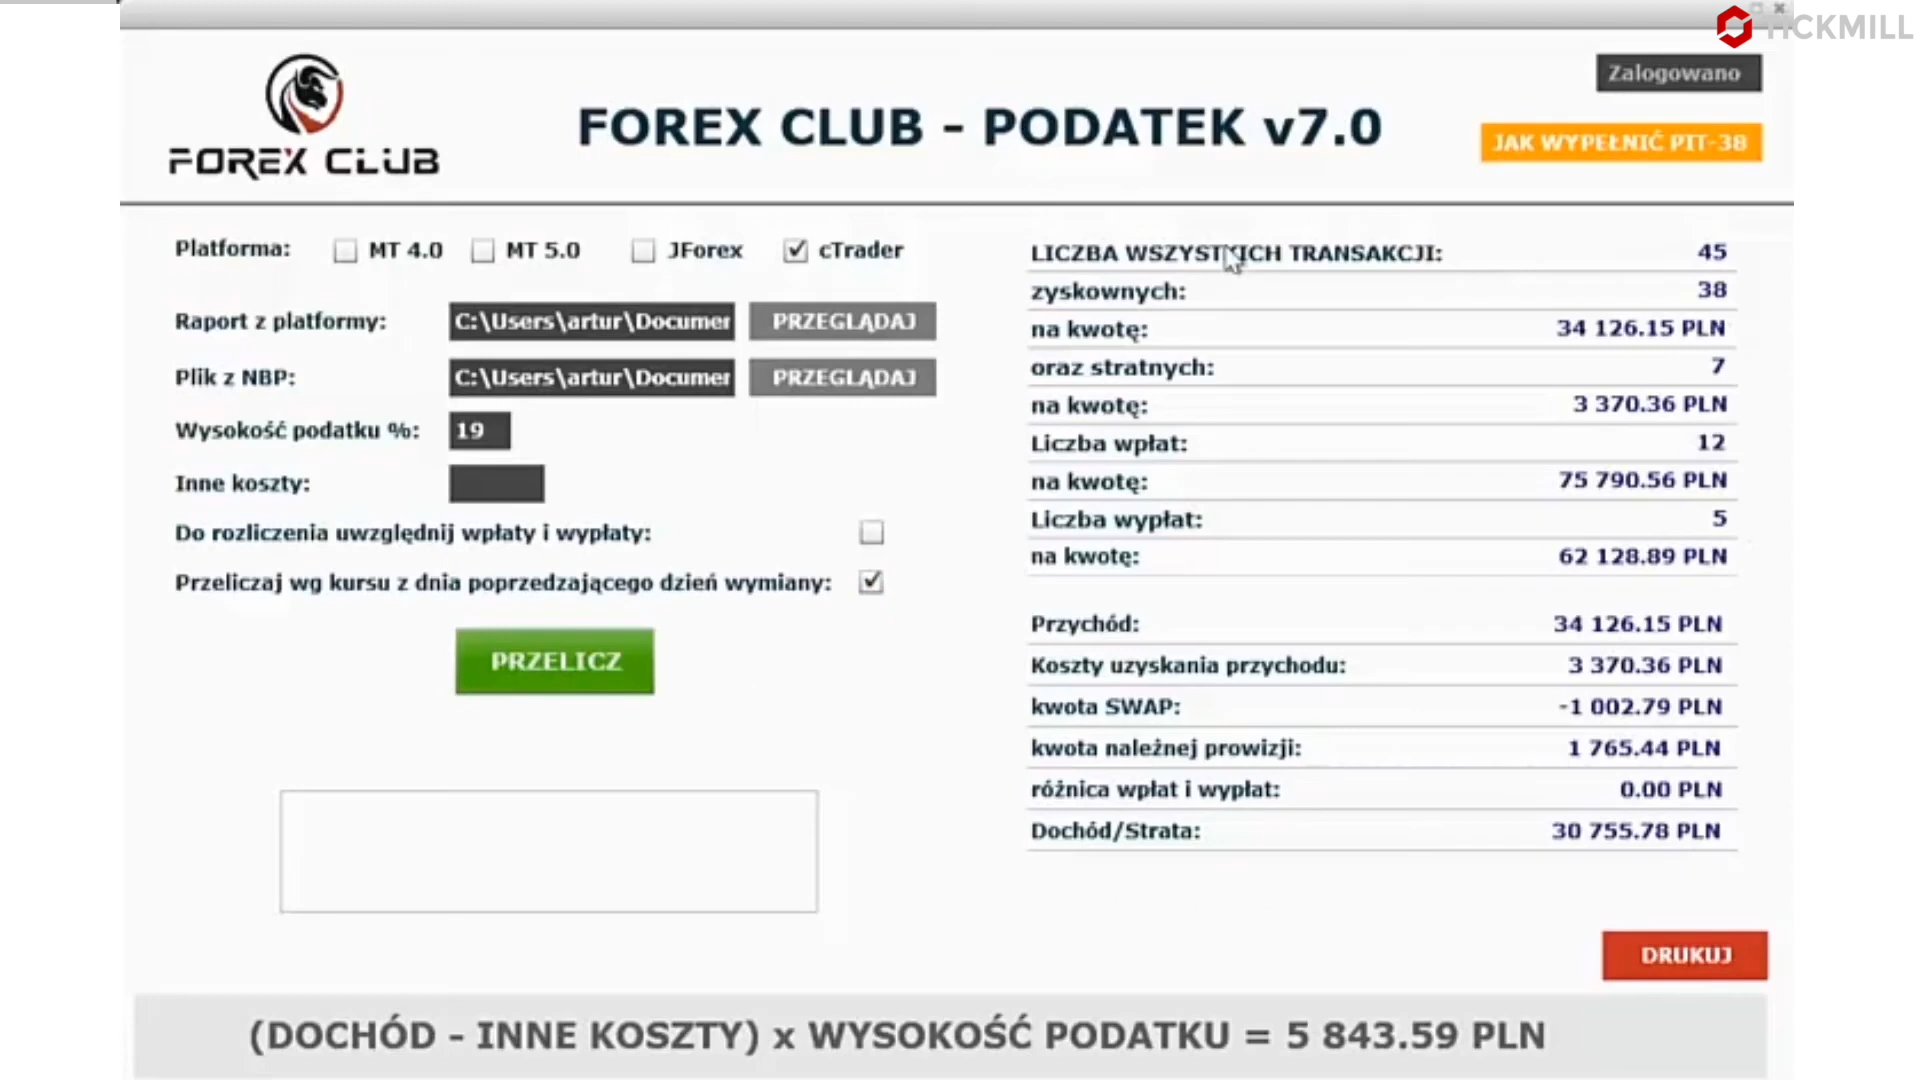 TICKMILL
Zalogowano
FOREX CLUB
FOREX CLUB - PODATEK v7.0
JAK WYPEŁNIĆ PIT-38
Platforma: MT 4.0 MT 5.0 JForex cTrader
Raport z platformy: C:\Users\artur\Documen PRZEGLĄDAJ
Plik z NBP: C:\Users\artur\Documen PRZEGLĄDAJ
Wysokość podatku %: 19
Inne koszty:
Do rozliczenia uwzględnij wpłaty i wypłaty:
Przeliczaj wg kursu z dnia poprzedzającego dzień wymiany:
PRZELICZ
LICZBA WSZYSTKICH TRANSAKCJI: 45
zyskownych: 38
na kwotę: 34 126.15 PLN
oraz stratnych: 7
na kwotę: 3 370.36 PLN
Liczba wpłat: 12
na kwotę: 75 790.56 PLN
Liczba wypłat: 5
na kwotę: 62 128.89 PLN
Przychód: 34 126.15 PLN
Koszty uzyskania przychodu: 3 370.36 PLN
kwota SWAP: -1 002.79 PLN
kwota należnej prowizji: 1 765.44 PLN
różnica wpłat i wypłat: 0.00 PLN
Dochód/Strata: 30 755.78 PLN
DRUKUJ
(DOCHÓD - INNE KOSZTY) x WYSOKOŚĆ PODATKU = 5 843.59 PLN